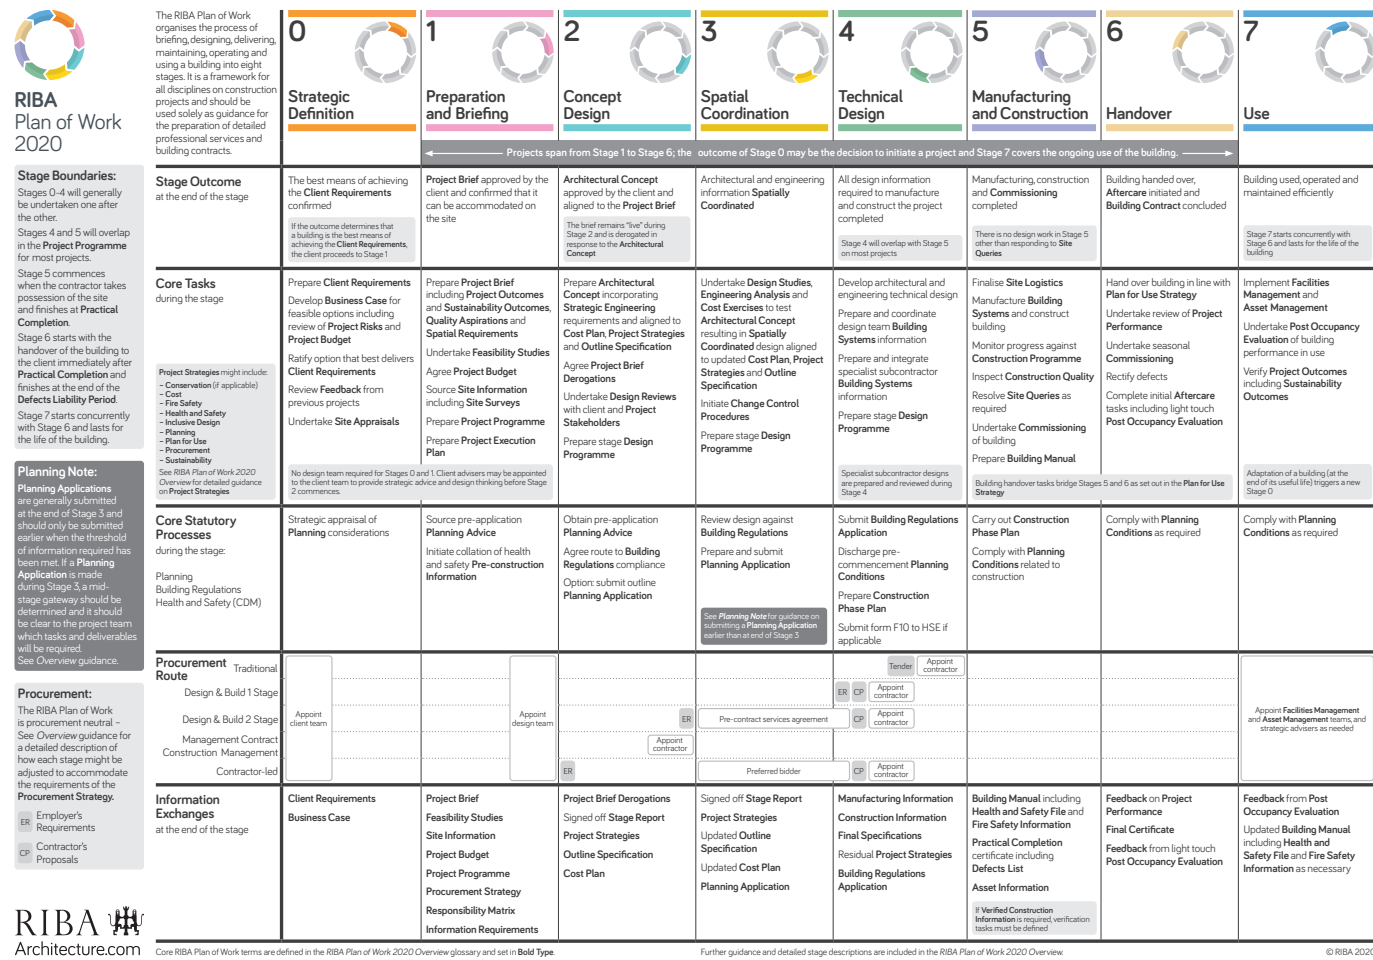 RIBA
Plan of Work
2020
Stage Boundaries:
Stages 0-4 will generally
be undertaken one after
the other.
Stages 4 and 5 will overlap
in the Project Programme
for most projects.
Stage 5 commences
when the contractor takes
possession of the site
and finishes at Practical
Completion.
Stage 6 starts with the
handover of the building to
the client immediately after
Practical Completion and
finishes at the end of the
Defects Liability Period.
Stage 7 starts concurrently
with Stage 6 and lasts for
the life of the building.
Planning Note:
Planning Applications
are generally submitted
at the end of Stage 3 and
should only be submitted
earlier when the threshold
of information required has
been met. If a Planning
Application is made
during Stage 3, a mid-
stage gateway should be
determined and it should
be clear to the project team
which tasks and deliverables
will be required.
See Overview guidance.
Procurement:
The RIBA Plan of Work
is procurement neutral –
See Overview guidance for
a detailed description of
how each stage might be
adjusted to accommodate
the requirements of the
Procurement Strategy.
ER Employer's
Requirements
CP Contractor's
Proposals
RIBA
Architecture.com
The RIBA Plan of Work
organises the process of
briefing, designing, delivering,
maintaining, operating and
using a building into eight
stages. It is a framework for
all disciplines on construction
projects and should be
used solely as guidance for
the preparation of detailed
professional services and
building contracts.
0
Strategic
Definition
1
Preparation
and Briefing
2
Concept
Design
3
Spatial
Coordination
4
Technical
Design
5
Manufacturing
and Construction
6
Handover
7
Use
Projects span from Stage 1 to Stage 6; the outcome of Stage 0 may be the decision to initiate a project and Stage 7 covers the ongoing use of the building.
Stage Outcome
at the end of the stage
The best means of achieving
the Client Requirements
confirmed
If the outcome determines that
a building is the best means of
achieving the Client Requirements,
the client proceeds to Stage 1
Project Brief approved by the
client and confirmed that it
can be accommodated on
the site
Architectural Concept
approved by the client and
aligned to the Project Brief
The brief remains "live" during
Stage 2 and is derogated in
response to the Architectural
Concept
Architectural and engineering
information Spatially
Coordinated
All design information
required to manufacture
and construct the project
completed
Stage 4 will overlap with Stage 5
on most projects
Manufacturing, construction
and Commissioning
completed
There is no design work in Stage 5
other than responding to Site
Queries
Building handed over,
Aftercare initiated and
Building Contract concluded
Building used, operated and
maintained efficiently
Stage 7 starts concurrently with
Stage 6 and lasts for the life of the
building
Core Tasks
during the stage
Project Strategies might include:
– Conservation (if applicable)
– Cost
– Fire Safety
– Health and Safety
– Inclusive Design
– Planning
– Plan for Use
– Procurement
– Sustainability
See RIBA Plan of Work 2020
Overview for detailed guidance
on Project Strategies
Prepare Client Requirements
Develop Business Case for
feasible options including
review of Project Risks and
Project Budget
Ratify option that best delivers
Client Requirements
Review Feedback from
previous projects
Undertake Site Appraisals
Prepare Project Brief
including Project Outcomes
and Sustainability Outcomes,
Quality Aspirations and
Spatial Requirements
Undertake Feasibility Studies
Agree Project Budget
Source Site Information
including Site Surveys
Prepare Project Programme
Prepare Project Execution
Plan
No design team required for Stages 0 and 1. Client advisers may be appointed
to the client team to provide strategic advice and design thinking before Stage
2 commences.
Prepare Architectural
Concept incorporating
Strategic Engineering
requirements and aligned to
Cost Plan, Project Strategies
and Outline Specification
Agree Project Brief
Derogations
Undertake Design Reviews
with client and Project
Stakeholders
Prepare stage Design
Programme
Undertake Design Studies,
Engineering Analysis and
Cost Exercises to test
Architectural Concept
resulting in Spatially
Coordinated design aligned
to updated Cost Plan, Project
Strategies and Outline
Specification
Initiate Change Control
Procedures
Prepare stage Design
Programme
Develop architectural and
engineering technical design
Prepare and coordinate
design team Building
Systems information
Prepare and integrate
specialist subcontractor
Building Systems
information
Prepare stage Design
Programme
Specialist subcontractor designs
are prepared and reviewed during
Stage 4
Finalise Site Logistics
Manufacture Building
Systems and construct
building
Monitor progress against
Construction Programme
Inspect Construction Quality
Resolve Site Queries as
required
Undertake Commissioning
of building
Prepare Building Manual
Building handover tasks bridge Stages 5 and 6 as set out in the Plan for Use
Strategy
Hand over building in line with
Plan for Use Strategy
Undertake review of Project
Performance
Undertake seasonal
Commissioning
Rectify defects
Complete initial Aftercare
tasks including light touch
Post Occupancy Evaluation
Implement Facilities
Management and
Asset Management
Undertake Post Occupancy
Evaluation of building
performance in use
Verify Project Outcomes
including Sustainability
Outcomes
Adaptation of a building (at the
end of its useful life) triggers a new
Stage 0
Core Statutory
Processes
during the stage:
Planning
Building Regulations
Health and Safety (CDM)
Strategic appraisal of
Planning considerations
Source pre-application
Planning Advice
Initiate collation of health
and safety Pre-construction
Information
Obtain pre-application
Planning Advice
Agree route to Building
Regulations compliance
Option: submit outline
Planning Application
Review design against
Building Regulations
Prepare and submit
Planning Application
See Planning Note for guidance on
submitting a Planning Application
earlier than at end of Stage 3
Submit Building Regulations
Application
Discharge pre-
commencement Planning
Conditions
Prepare Construction
Phase Plan
Submit form F10 to HSE if
applicable
Carry out Construction
Phase Plan
Comply with Planning
Conditions related to
construction
Comply with Planning
Conditions as required
Comply with Planning
Conditions as required
Procurement
Route
Traditional
Design & Build 1 Stage
Design & Build 2 Stage
Management Contract
Construction Management
Contractor-led
Appoint
client team
Appoint
design team
Tender
Appoint
contractor
ER
CP
Appoint
contractor
ER
Pre-contract services agreement
CP
Appoint
contractor
Appoint
contractor
ER
Preferred bidder
CP
Appoint
contractor
Appoint Facilities Management
and Asset Management teams, and
strategic advisers as needed
Information
Exchanges
at the end of the stage
Client Requirements
Business Case
Project Brief
Feasibility Studies
Site Information
Project Budget
Project Programme
Procurement Strategy
Responsibility Matrix
Information Requirements
Project Brief Derogations
Signed off Stage Report
Project Strategies
Outline Specification
Cost Plan
Signed off Stage Report
Project Strategies
Updated Outline
Specification
Updated Cost Plan
Planning Application
Manufacturing Information
Construction Information
Final Specifications
Residual Project Strategies
Building Regulations
Application
Building Manual including
Health and Safety File and
Fire Safety Information
Practical Completion
certificate including
Defects List
Asset Information
If Verified Construction
Information is required, verification
tasks must be defined
Feedback on Project
Performance
Final Certificate
Feedback from light touch
Post Occupancy Evaluation
Feedback from Post
Occupancy Evaluation
Updated Building Manual
including Health and
Safety File and Fire Safety
Information as necessary
Core RIBA Plan of Work terms are defined in the RIBA Plan of Work 2020 Overview glossary and set in Bold Type.
Further guidance and detailed stage descriptions are included in the RIBA Plan of Work 2020 Overview.
© RIBA 2020